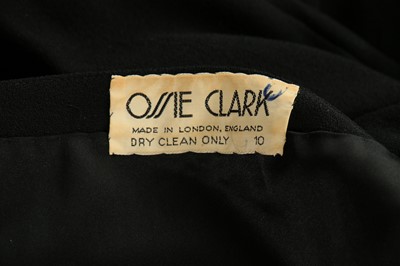 OSSIE CLARK
MADE IN LONDON, ENGLAND
DRY CLEAN ONLY 10